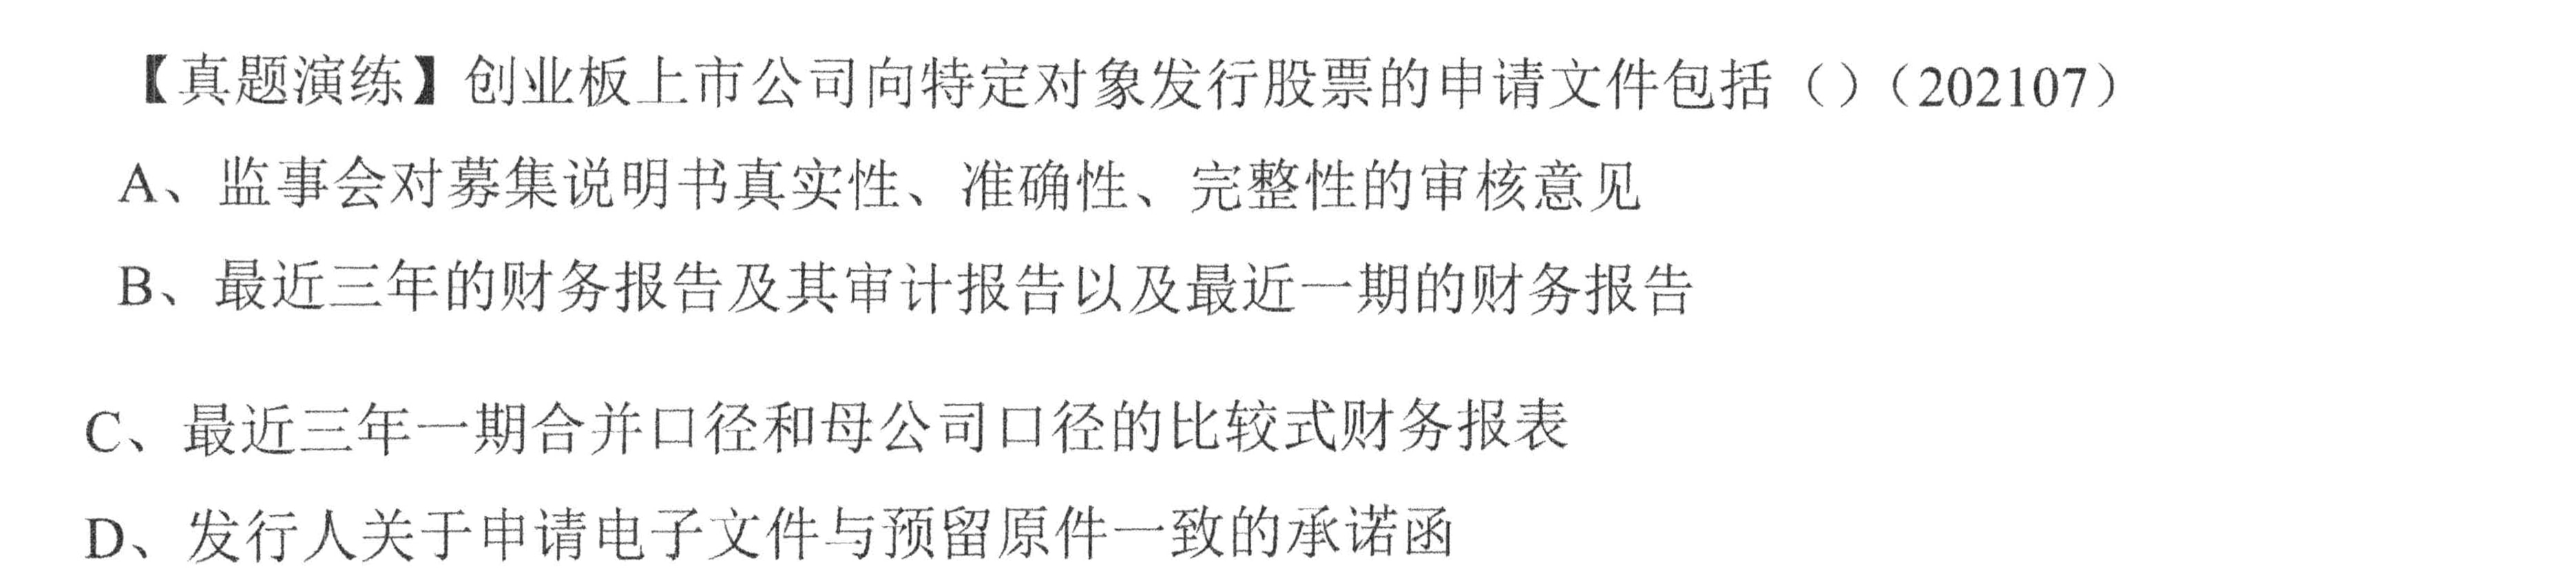 【真题演练】创业板上市公司向特定对象发行股票的申请文件包括（）（202107）
A、监事会对募集说明书真实性、准确性、完整性的审核意见
B、最近三年的财务报告及其审计报告以及最近一期的财务报告
C、最近三年一期合并口径和母公司口径的比较式财务报表
D、发行人关于申请电子文件与预留原件一致的承诺函